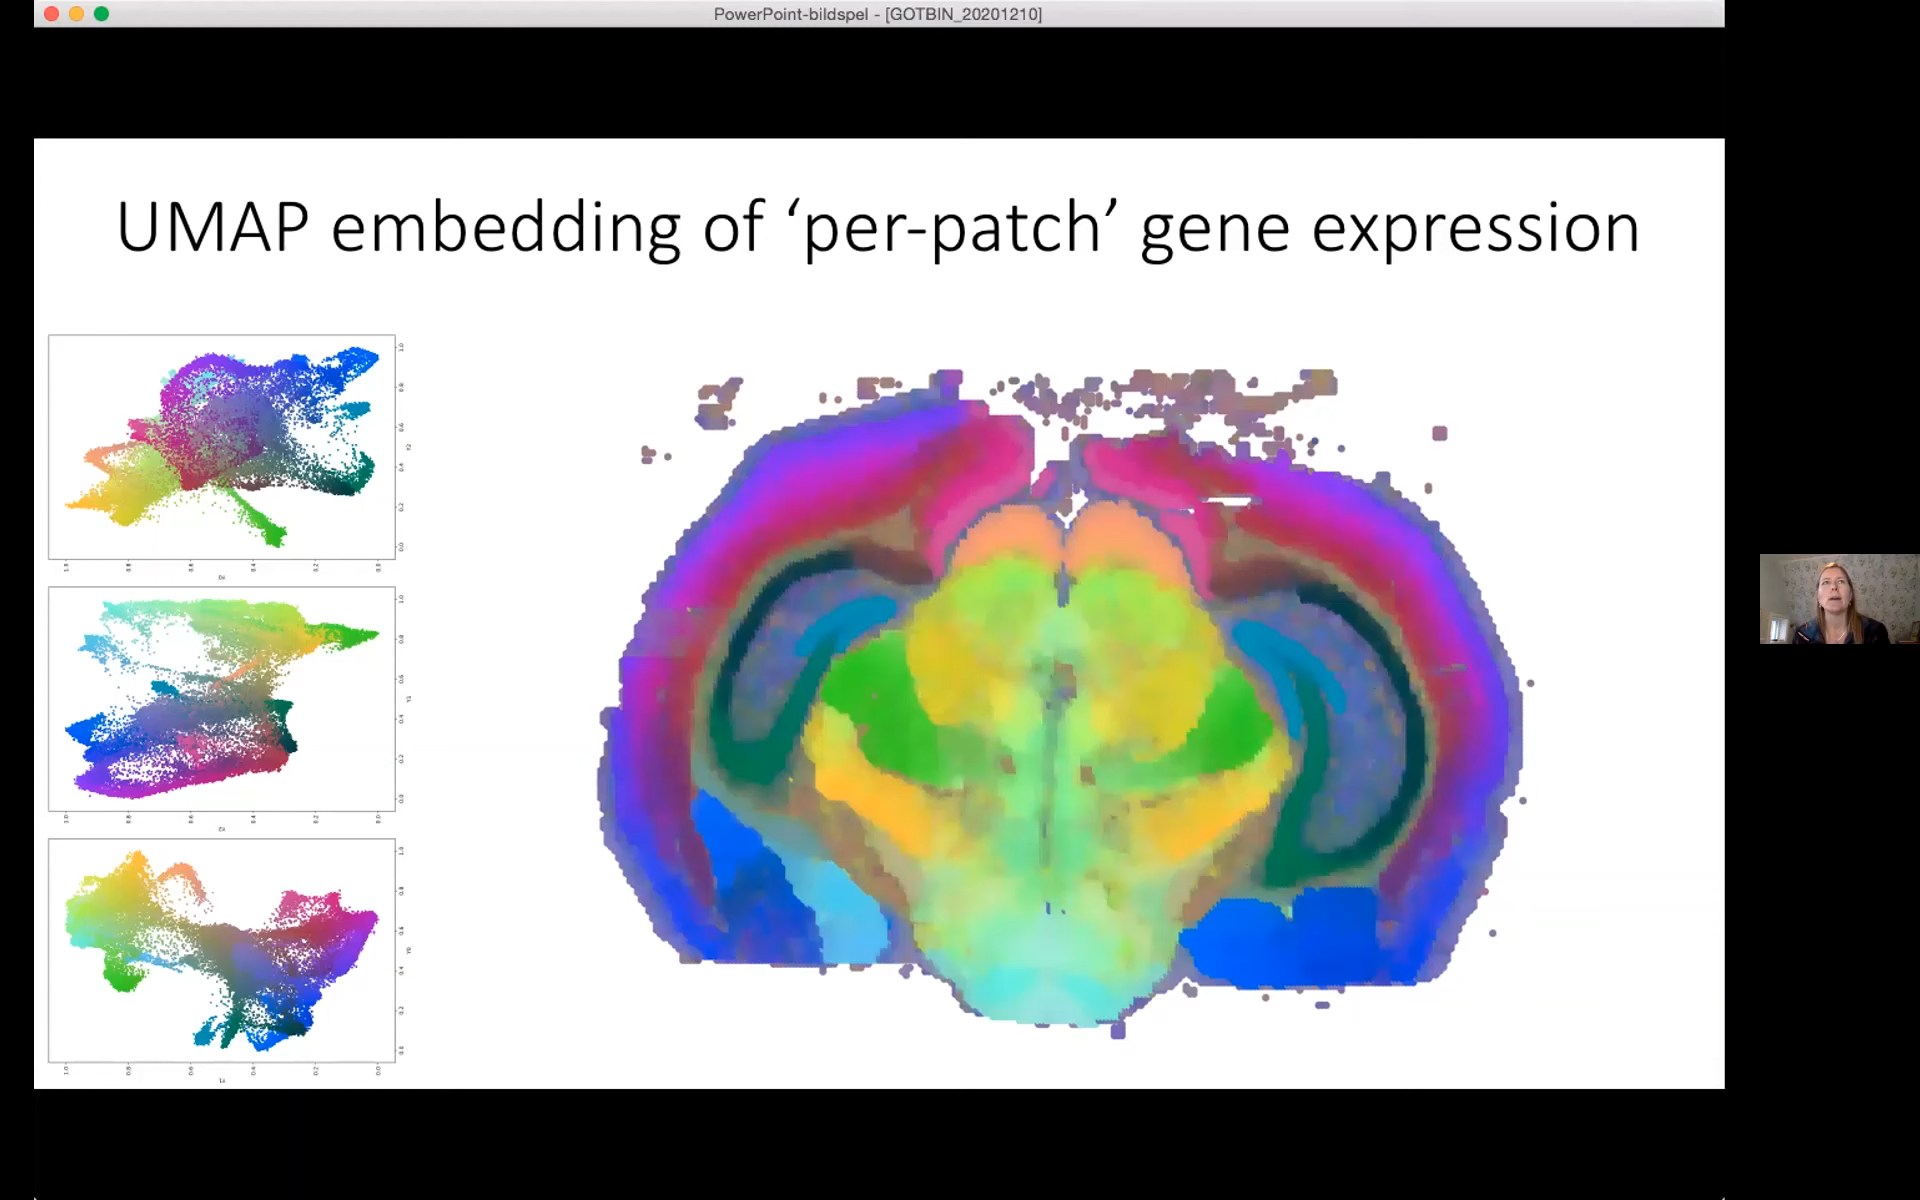 PowerPoint-bildspel - [GOTBIN_20201210]
UMAP embedding of ‘per-patch’ gene expression